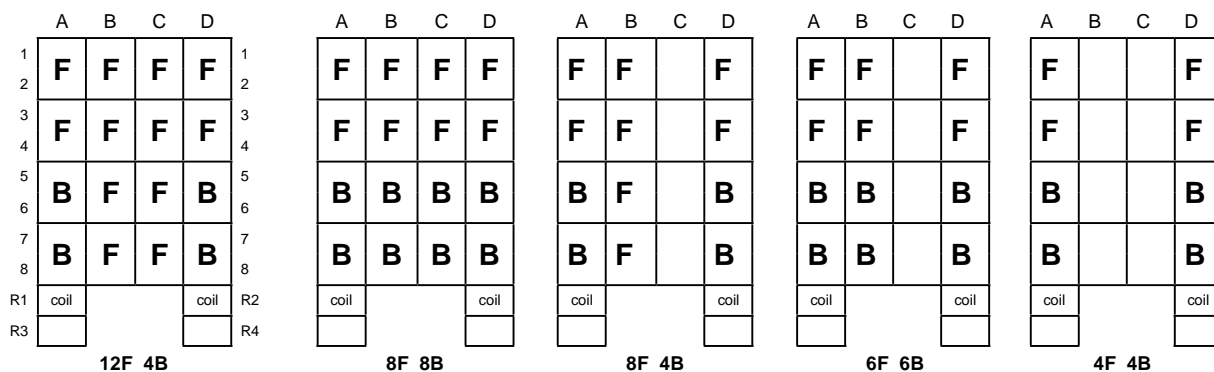 A B C D A B C D A B C D A B C D A B C D
1 F F F F 1 F F F F F F F F F F F F
2 2
3 F F F F 3 F F F F F F F F F F F F
4 4
5 B F F B 5 B B B B B F B B B B B B
6 6
7 B F F B 7 B B B B B F B B B B B B
8 8
R1 coil coil R2 coil coil coil coil coil coil coil coil
R3 R4
12F 4B 8F 8B 8F 4B 6F 6B 4F 4B